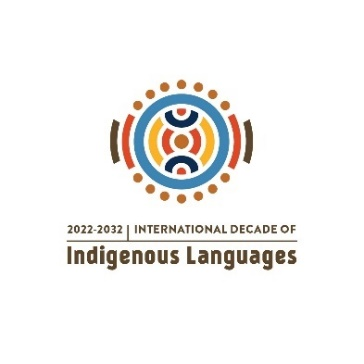 2022-2032 | INTERNATIONAL DECADE OF
Indigenous Languages